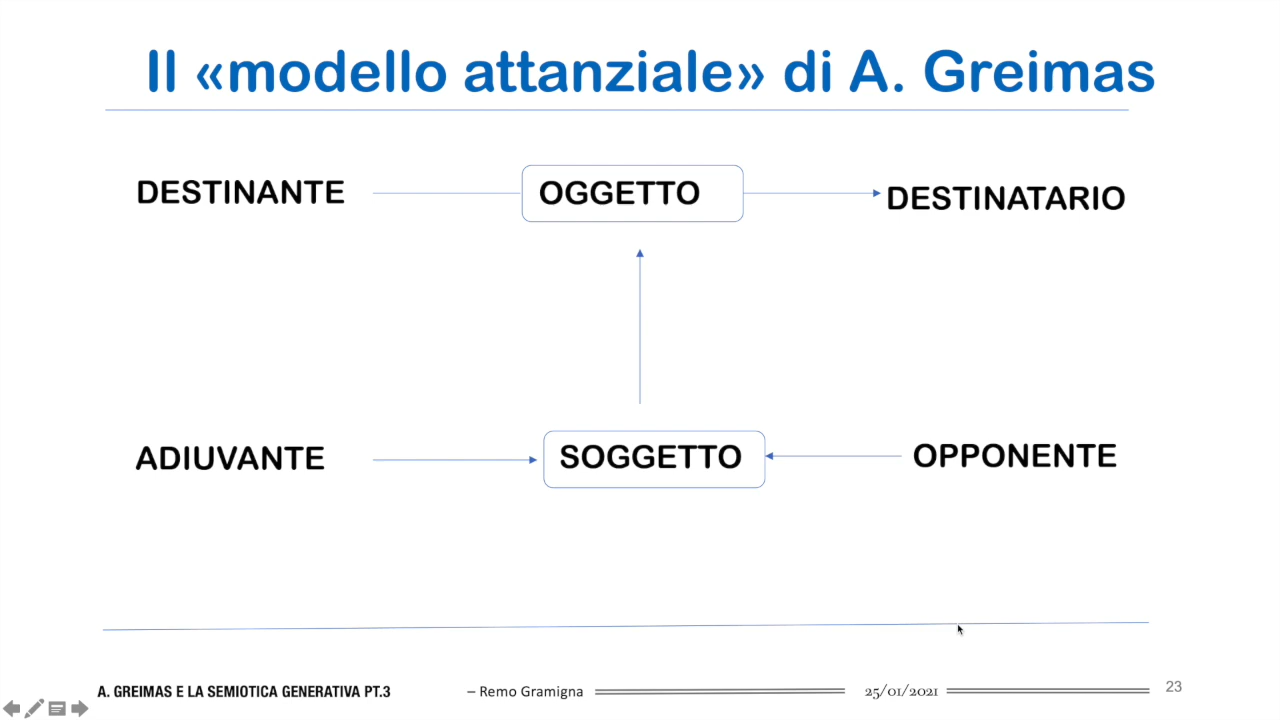 Il «modello attanziale» di A. Greimas
DESTINANTE
OGGETTO
DESTINATARIO
ADIUVANTE
SOGGETTO
OPPONENTE
A. GREIMAS E LA SEMIOTICA GENERATIVA PT.3
– Remo Gramigna
25/01/2021
23